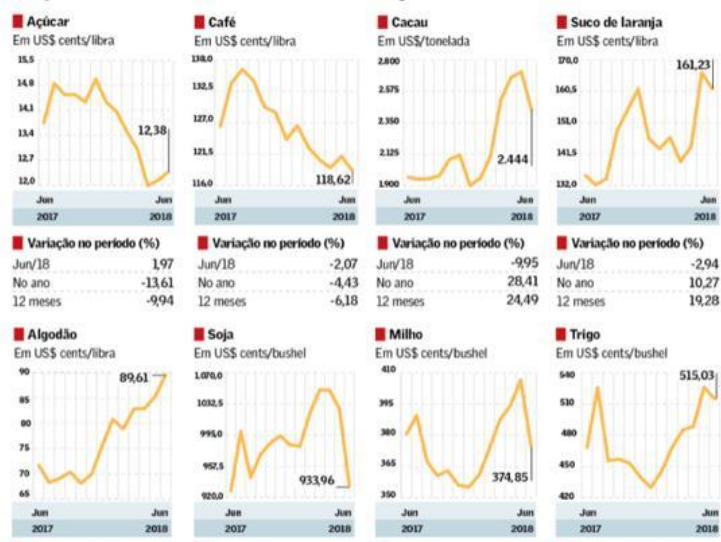 Açúcar
Em US$ cents/libra
15,5
14,8
14,1
13,4
12,7
12,0
12,38
Jun Jun
2017 2018
Variação no período (%)
Jun/18 1,97
No ano -13,61
12 meses -9,94
Café
Em US$ cents/libra
138,0
132,5
127,0
121,5
116,0
118,62
Jun Jun
2017 2018
Variação no período (%)
Jun/18 -2,07
No ano -4,43
12 meses -6,18
Cacau
Em US$/tonelada
2.800
2.575
2.350
2.125
1.900
2.444
Jun Jun
2017 2018
Variação no período (%)
Jun/18 -9,95
No ano 28,41
12 meses 24,49
Suco de laranja
Em US$ cents/libra
170,0
160,5
151,0
141,5
132,0
161,23
Jun Jun
2017 2018
Variação no período (%)
Jun/18 -2,94
No ano 10,27
12 meses 19,28
Algodão
Em US$ cents/libra
90
85
80
75
70
65
89,61
Jun Jun
2017 2018
Soja
Em US$ cents/bushel
1.070,0
1032,5
995,0
957,5
920,0
933,96
Jun Jun
2017 2018
Milho
Em US$ cents/bushel
410
395
380
365
350
374,85
Jun Jun
2017 2018
Trigo
Em US$ cents/bushel
540
510
480
450
420
515,03
Jun Jun
2017 2018